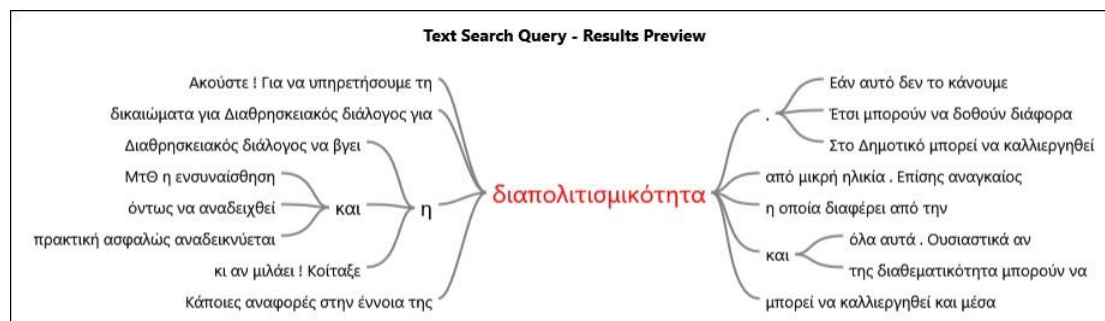 Text Search Query - Results Preview
Ακούστε ! Για να υπηρετήσουμε τη
δικαιώματα για Διαθρησκειακός διάλογος για
Διαθρησκειακός διάλογος να βγει
ΜτΘ η ενσυναίσθηση
όντως να αναδειχθεί
πρακτική ασφαλώς αναδεικνύεται
και
η
κι αν μιλάει ! Κοίταξε
Κάποιες αναφορές στην έννοια της
διαπολιτισμικότητα
.
Εάν αυτό δεν το κάνουμε
Έτσι μπορούν να δοθούν διάφορα
Στο Δημοτικό μπορεί να καλλιεργηθεί
από μικρή ηλικία . Επίσης αναγκαίος
η οποία διαφέρει από την
και
όλα αυτά . Ουσιαστικά αν
της διαθεματικότητα μπορούν να
μπορεί να καλλιεργηθεί και μέσα